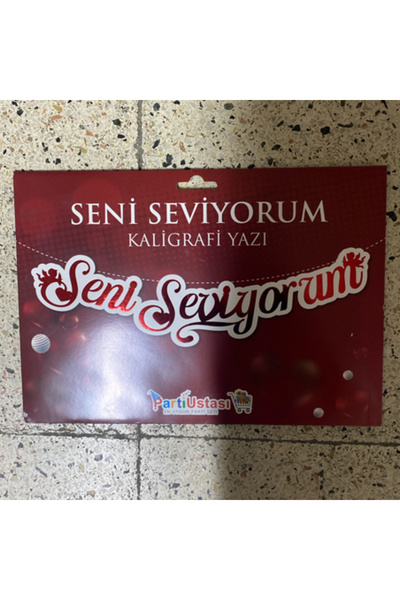 SENİ SEVİYORUM
KALİGRAFİ YAZI
Seni Seviyorum
PartiUstası